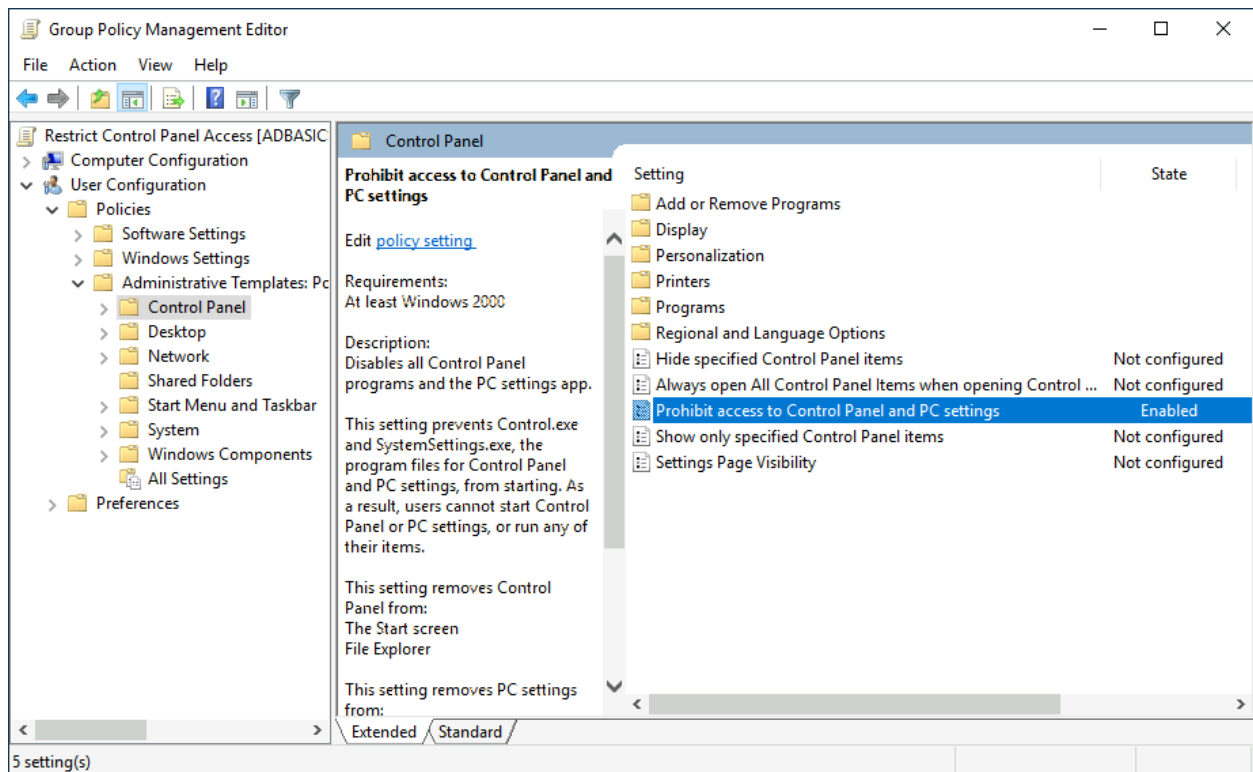 Group Policy Management Editor
File Action View Help
Restrict Control Panel Access [ADBASIC
Computer Configuration
User Configuration
Policies
Software Settings
Windows Settings
Administrative Templates: Po
Control Panel
Desktop
Network
Shared Folders
Start Menu and Taskbar
System
Windows Components
All Settings
Preferences
Control Panel
Prohibit access to Control Panel and
PC settings
Edit policy setting
Requirements:
At least Windows 2000
Description:
Disables all Control Panel
programs and the PC settings app.
This setting prevents Control.exe
and SystemSettings.exe, the
program files for Control Panel
and PC settings, from starting. As
a result, users cannot start Control
Panel or PC settings, or run any of
their items.
This setting removes Control
Panel from:
The Start screen
File Explorer
This setting removes PC settings
from:
Setting State
Add or Remove Programs
Display
Personalization
Printers
Programs
Regional and Language Options
Hide specified Control Panel items Not configured
Always open All Control Panel Items when opening Control ... Not configured
Prohibit access to Control Panel and PC settings Enabled
Show only specified Control Panel items Not configured
Settings Page Visibility Not configured
Extended Standard
5 setting(s)